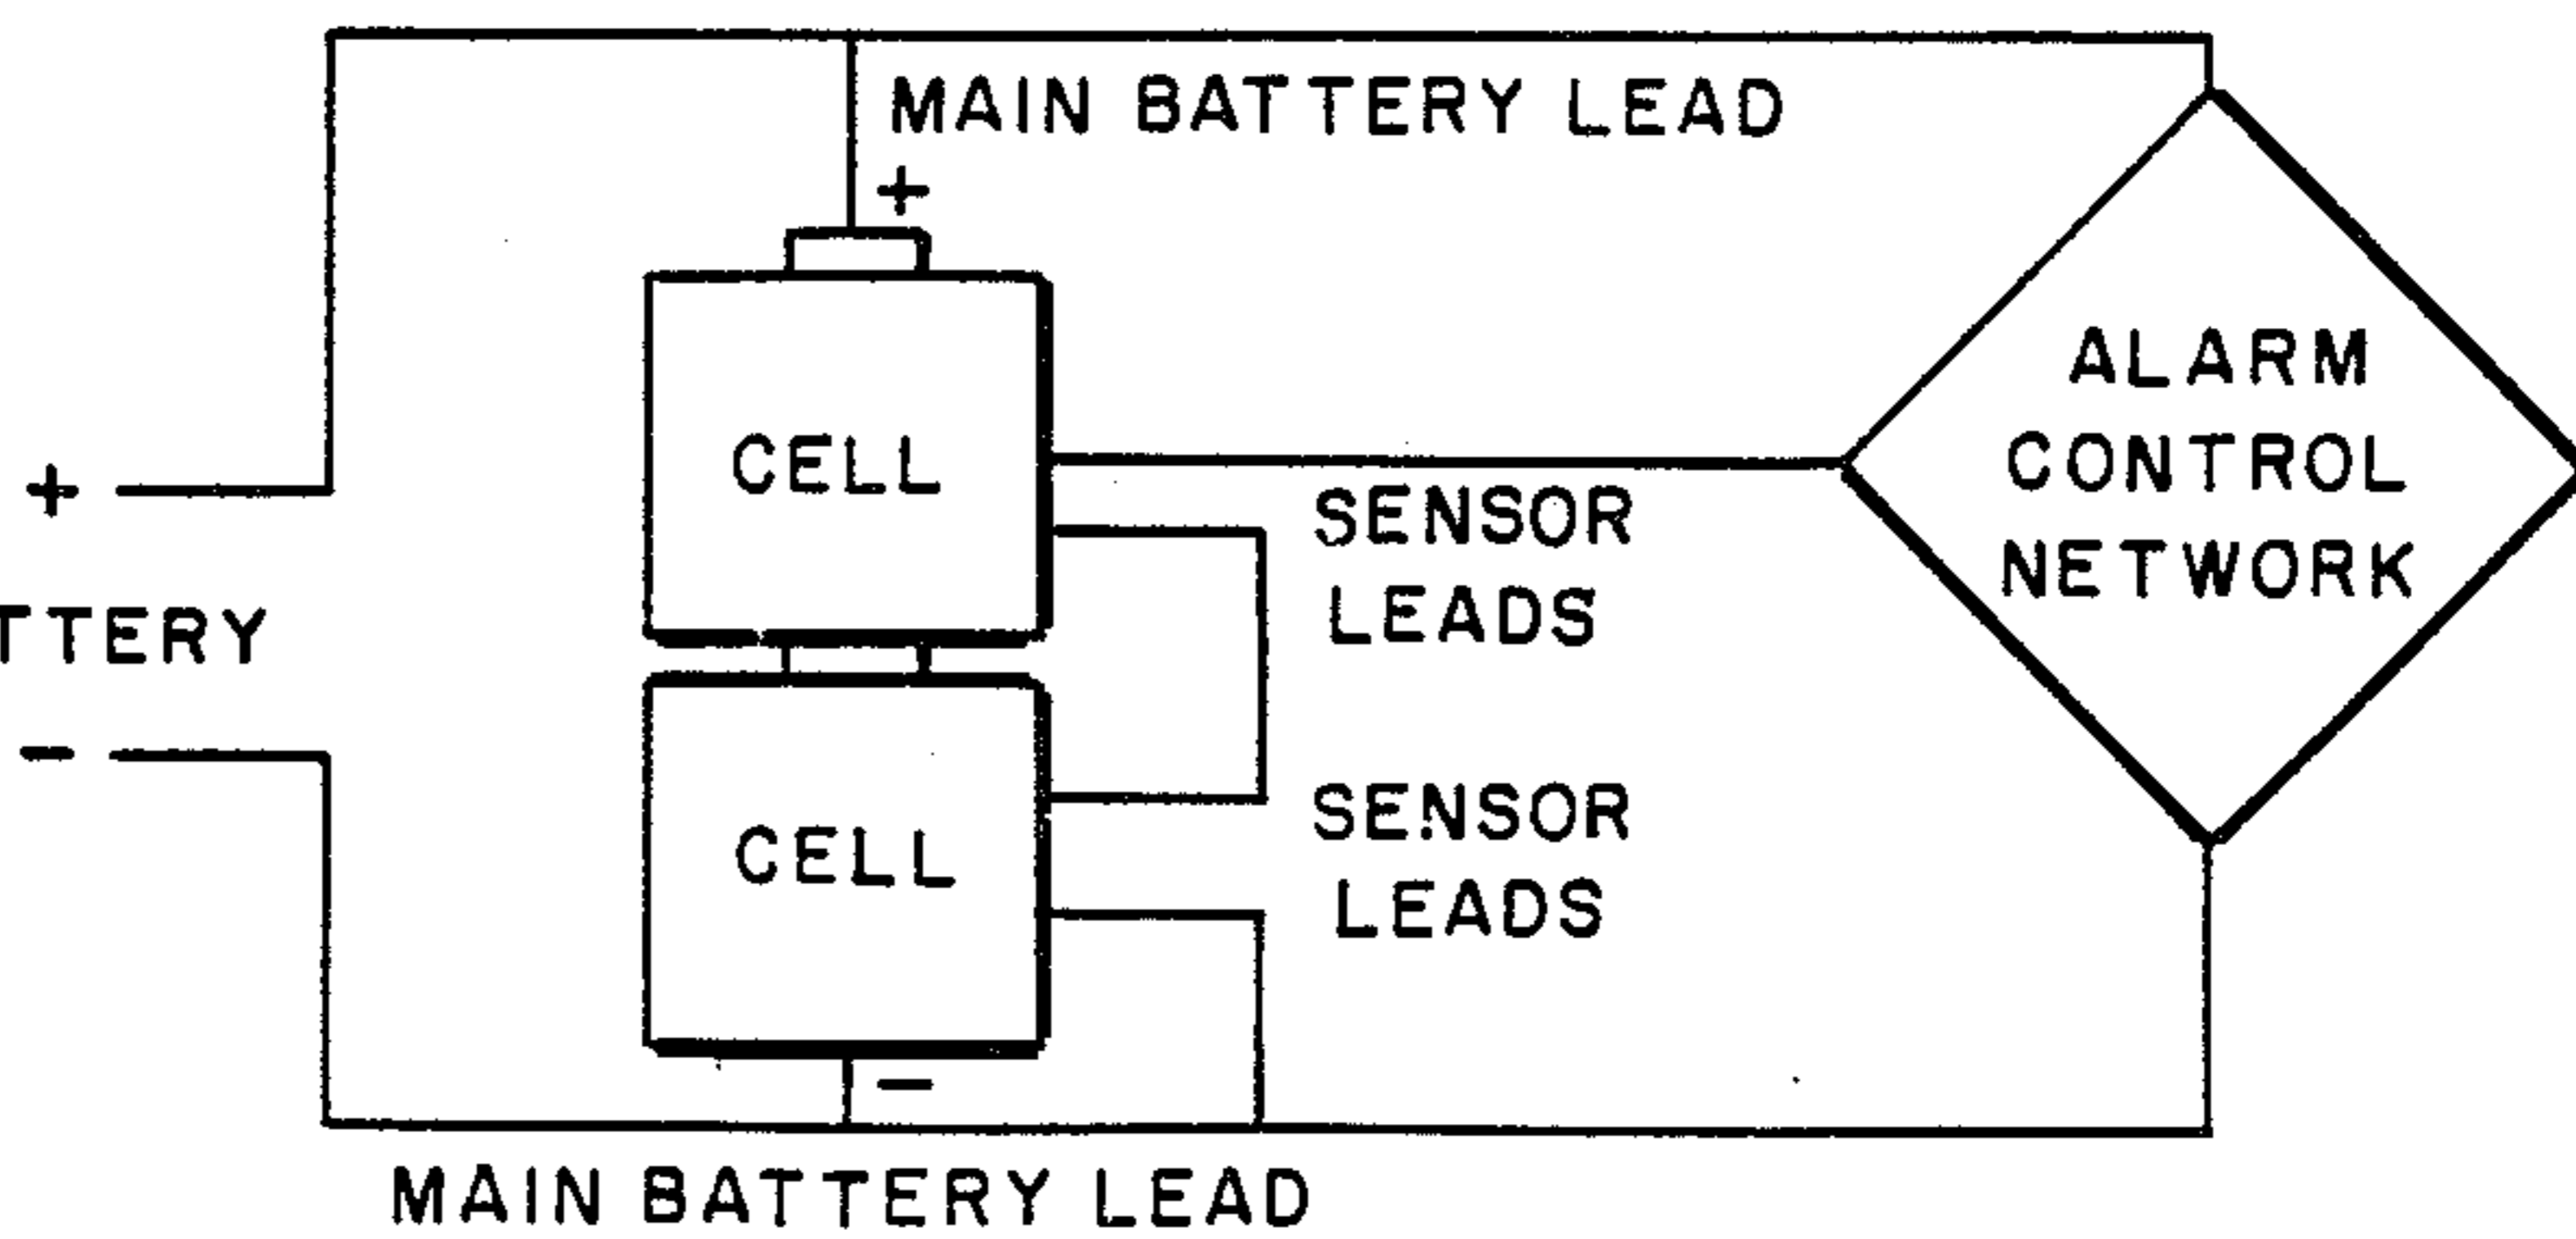 MAIN BATTERY LEAD
+
CELL
ALARM
CONTROL
NETWORK
+
SENSOR
LEADS
TTERY
-
SENSOR
CELL
LEADS
-
MAIN BATTERY LEAD